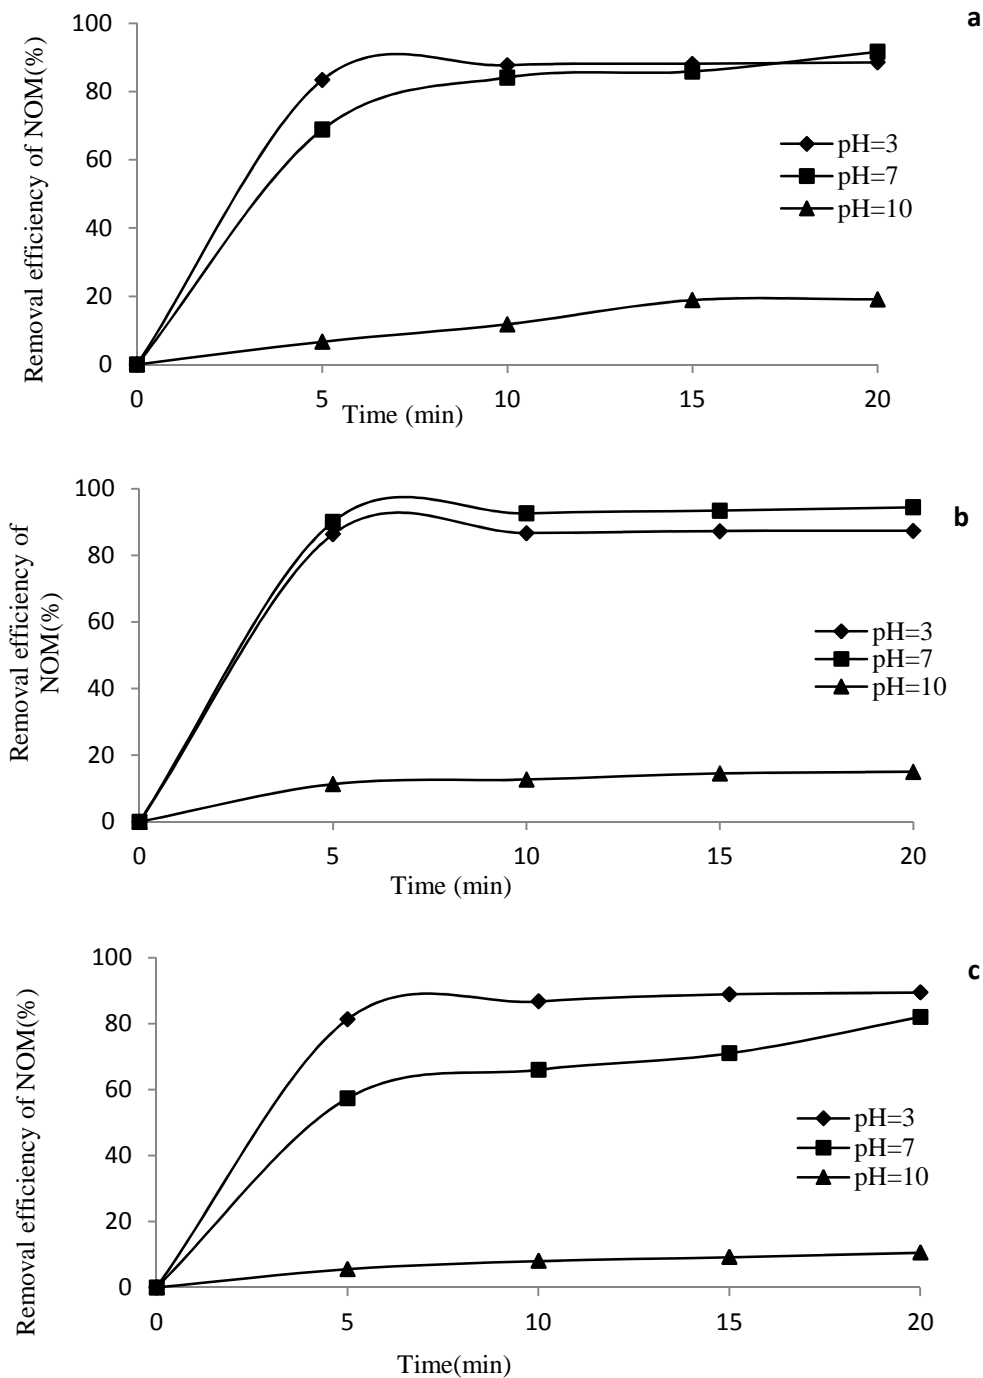 a
100
80
60
40
20
0
Removal efficiency of NOM(%)
pH=3
pH=7
pH=10
0 5 10 15 20
Time (min)
b
100
80
60
40
20
0
Removal efficiency of
NOM(%)
pH=3
pH=7
pH=10
0 5 10 15 20
Time (min)
c
100
80
60
40
20
0
Removal efficiency of NOM(%)
pH=3
pH=7
pH=10
0 5 10 15 20
Time(min)